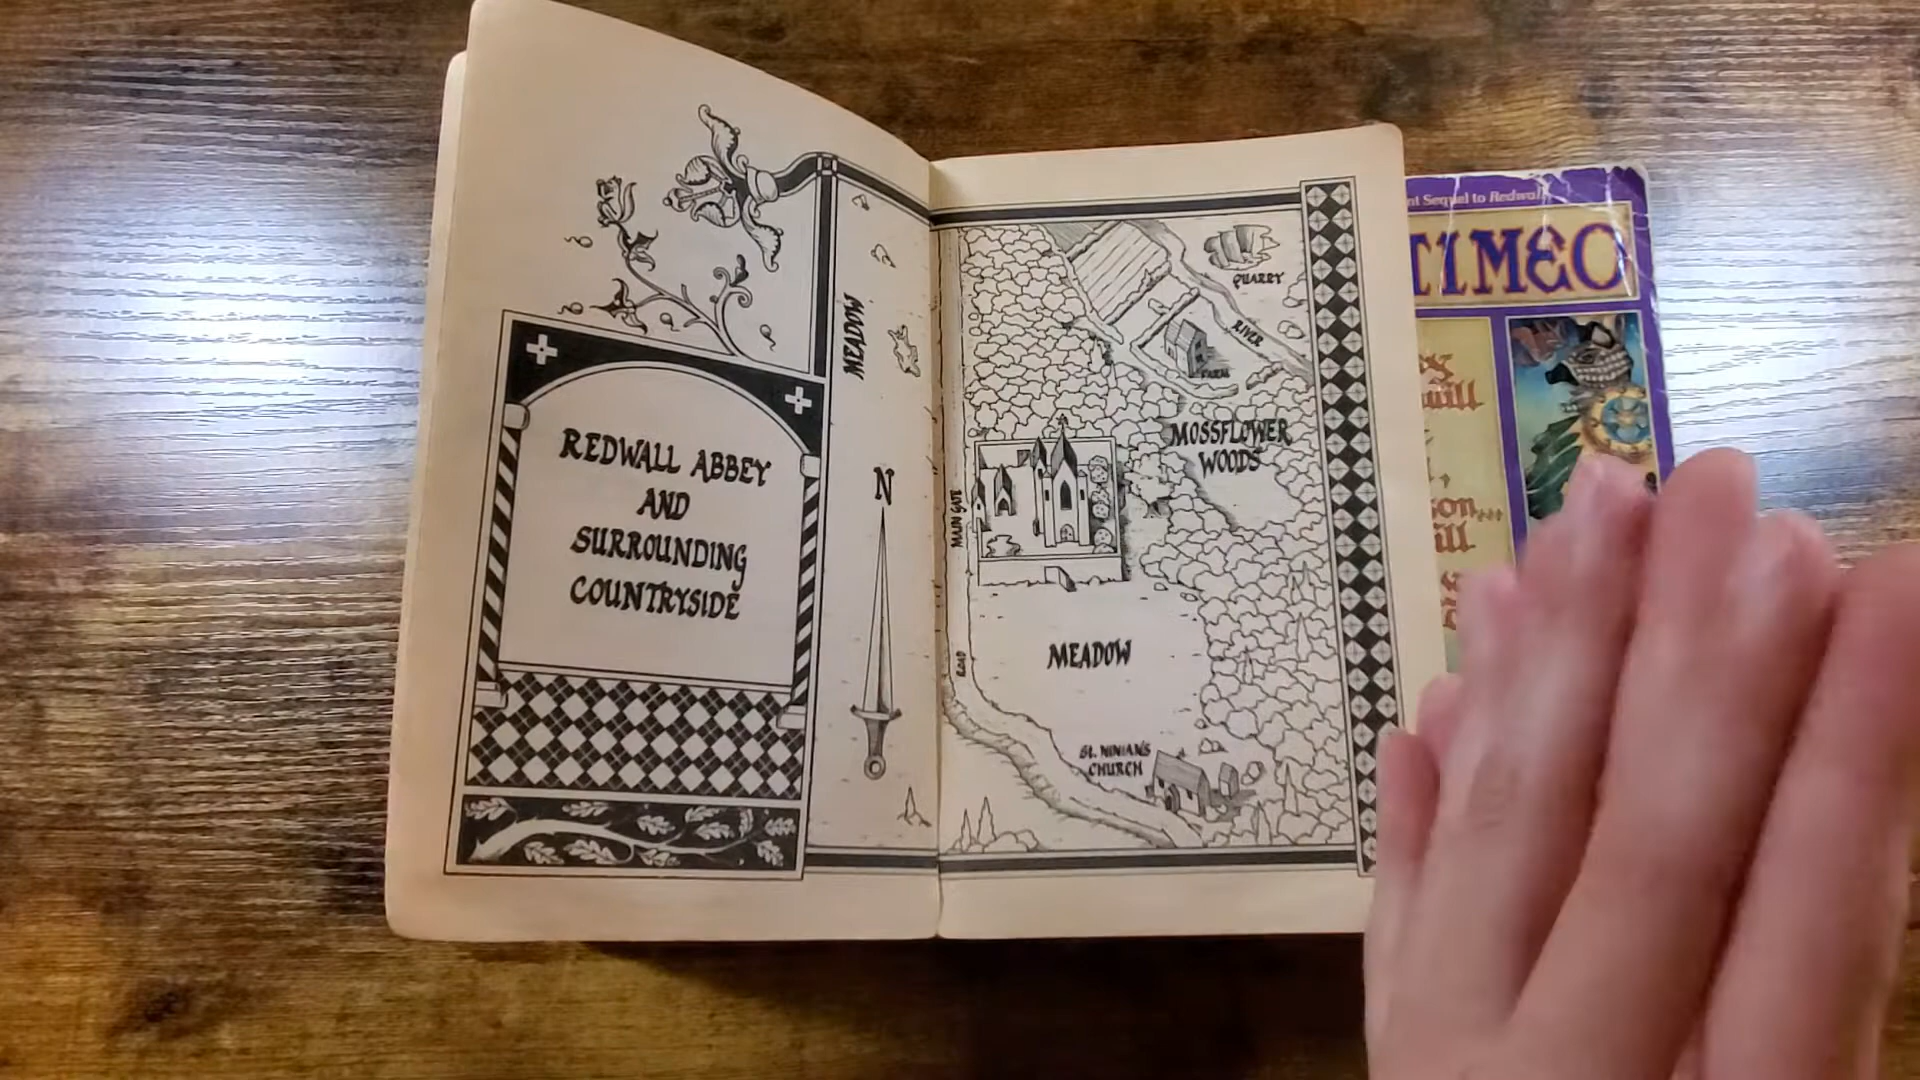 REDWALL ABBEY
AND
SURROUNDING
COUNTRYSIDE
MEADOW
N
MAIN GATE
ROAD
QUARRY
RIVER
FARM
MOSSFLOWER
WOODS
MEADOW
ST. NINIAN'S
CHURCH
Sequel to Redwall